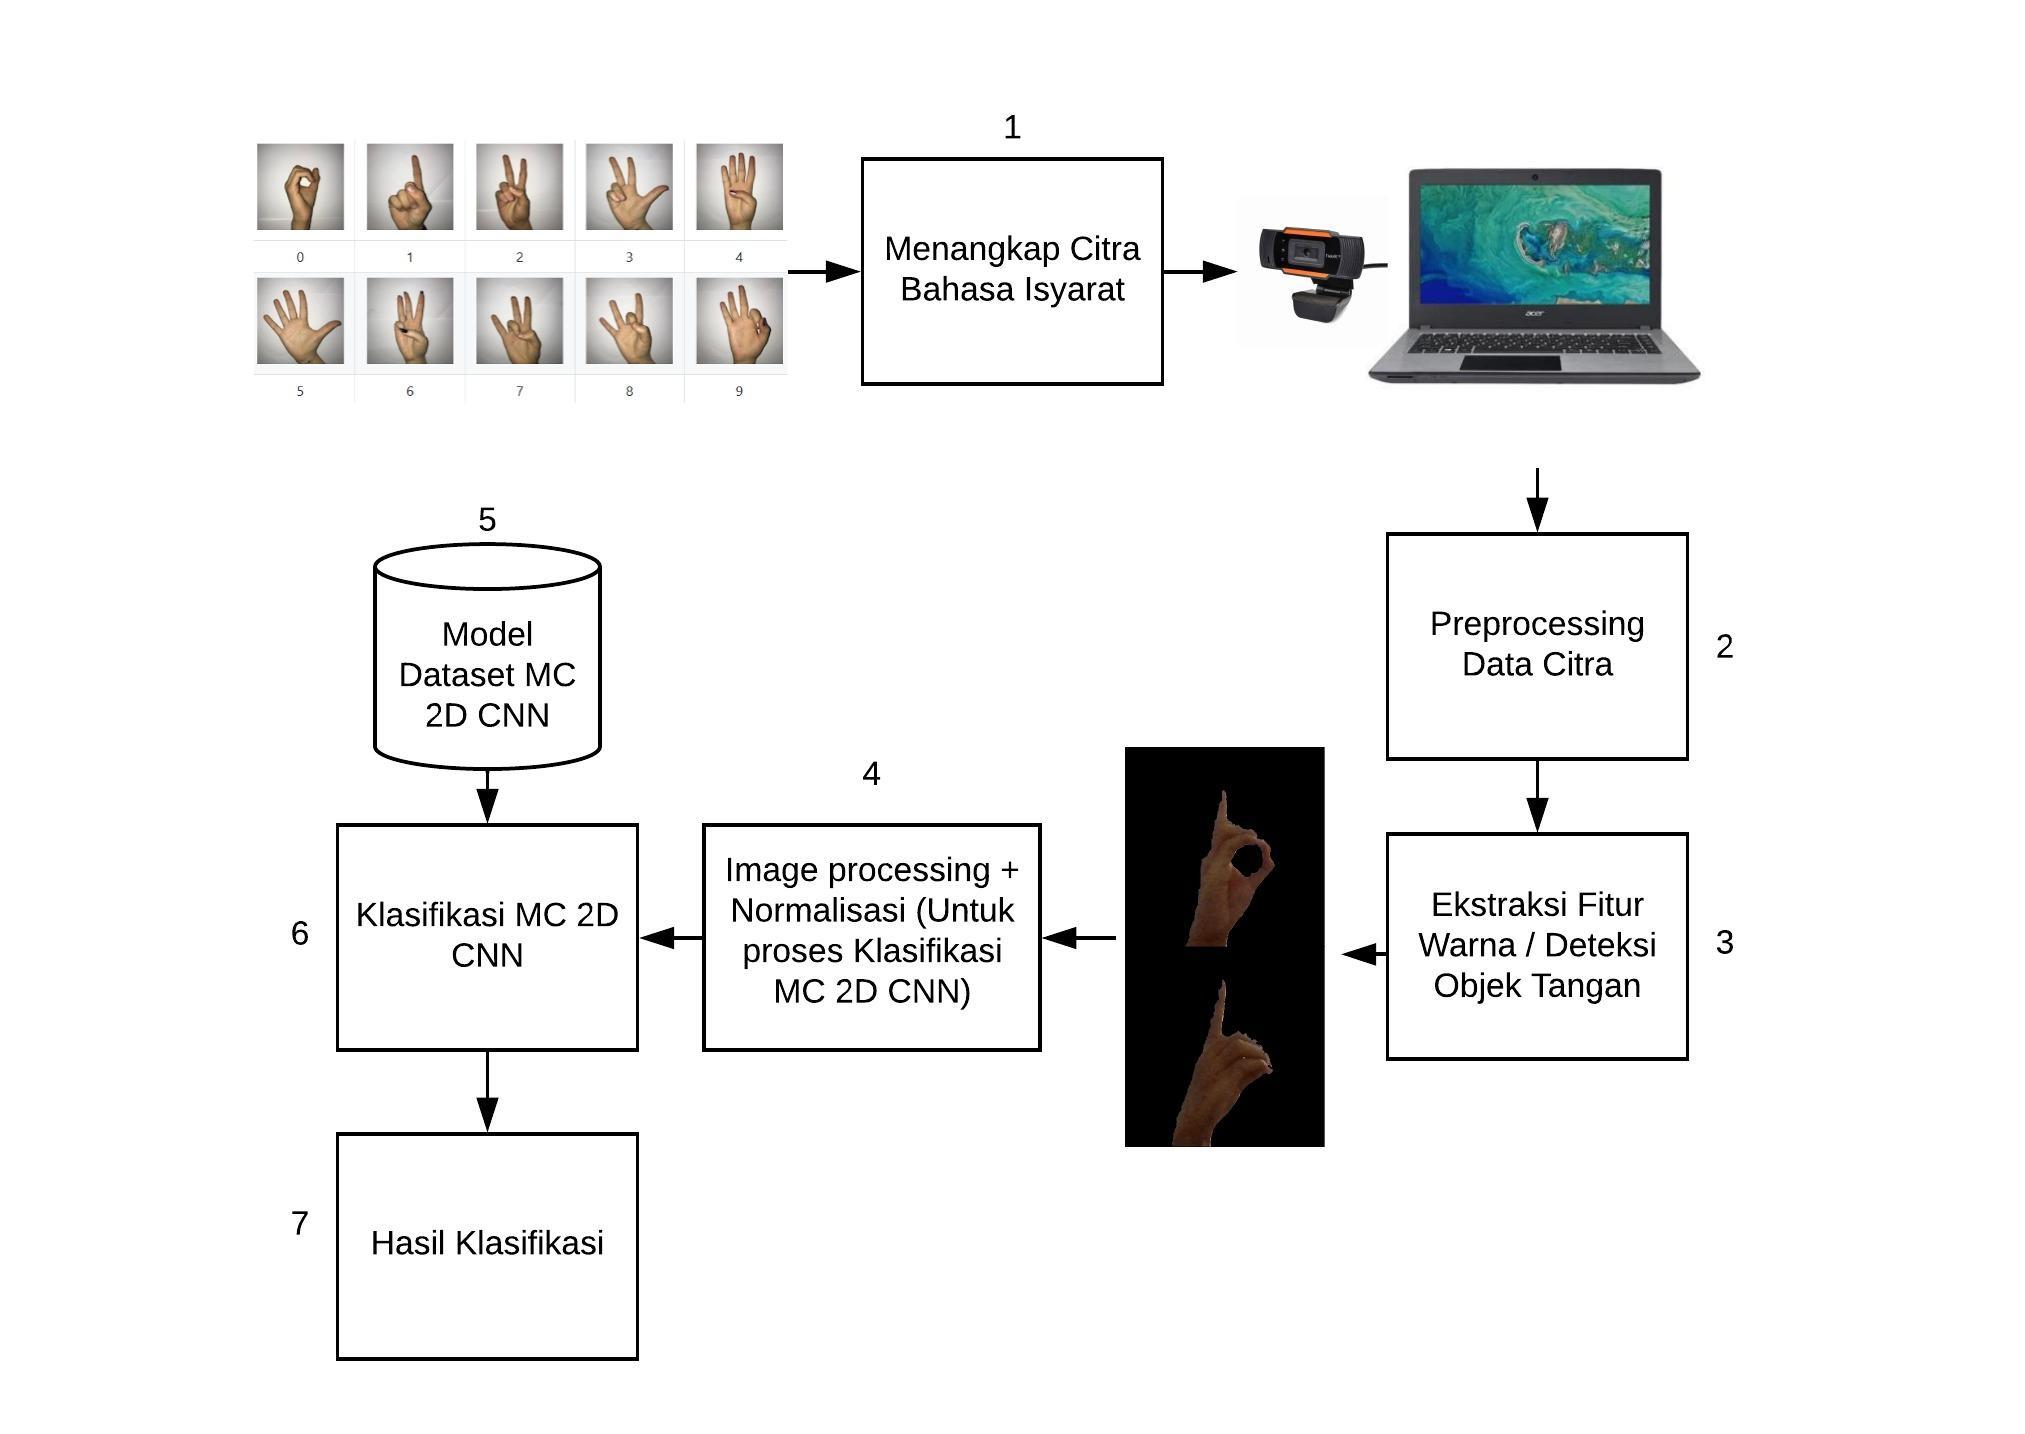 1
0 1 2 3 4
5 6 7 8 9
Menangkap Citra
Bahasa Isyarat
acer
Preprocessing
Data Citra
2
Ekstraksi Fitur
Warna / Deteksi
Objek Tangan
3
4
Image processing +
Normalisasi (Untuk
proses Klasifikasi
MC 2D CNN)
5
Model
Dataset MC
2D CNN
6
Klasifikasi MC 2D
CNN
7
Hasil Klasifikasi